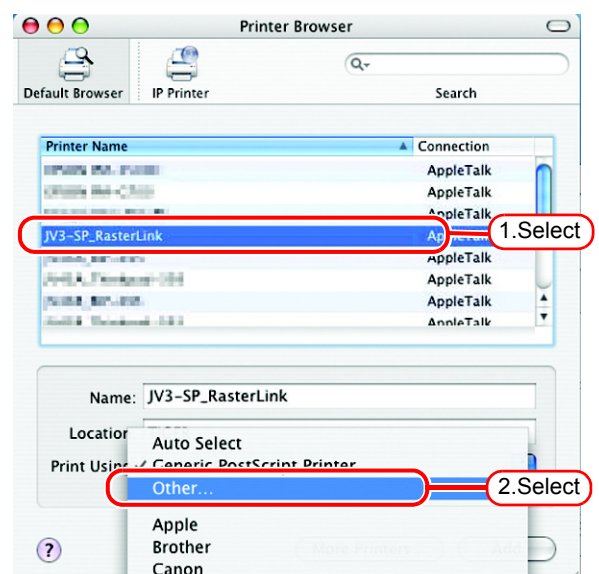 Printer Browser
Default Browser
IP Printer
Search
Printer Name
Connection
AppleTalk
AppleTalk
AppleTalk
JV3-SP_RasterLink
1.Select
AppleTalk
AppleTalk
AppleTalk
AppleTalk
Name: JV3-SP_RasterLink
Location
Auto Select
Print Using ✓ Generic PostScript Printer
Other...
2.Select
Apple
? Brother
More Printers... Add
Canon